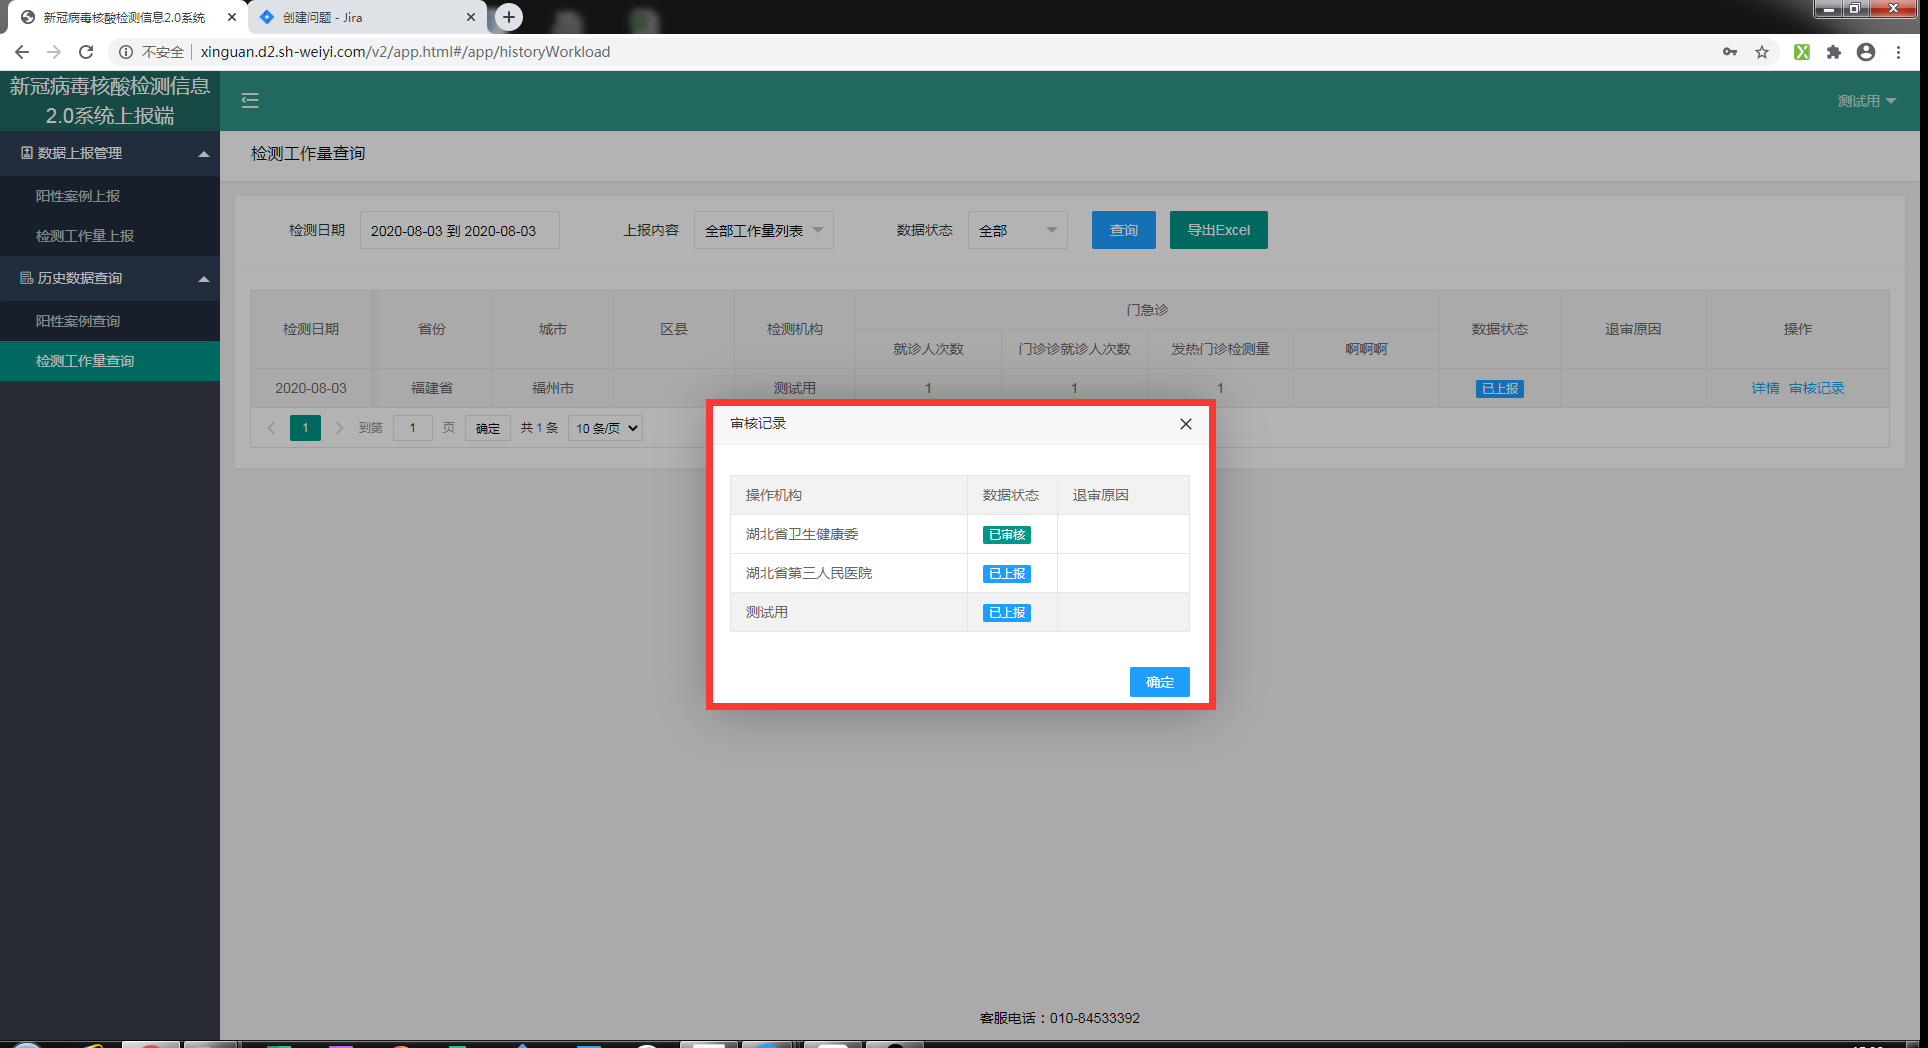 新冠病毒核酸检测信息2.0系统
创建问题 - Jira
不安全
xinguan.d2.sh-weiyi.com/v2/app.html#/app/historyWorkload
新冠病毒核酸检测信息
2.0系统上报端
测试用
数据上报管理
阳性案例上报
检测工作量上报
历史数据查询
阳性案例查询
检测工作量查询
检测工作量查询
检测日期 2020-08-03 到 2020-08-03 上报内容 全部工作量列表 数据状态 全部 查询 导出Excel
检测日期 省份 城市 区县 检测机构 门急诊 数据状态 退审原因 操作
就诊人次数 门诊诊就诊人次数 发热门诊检测量 啊啊啊
2020-08-03 福建省 福州市 测试用 1 1 1 已上报 详情 审核记录
1 到第 1 页 确定 共 1 条 10 条/页
审核记录
操作机构 数据状态 退审原因
湖北省卫生健康委 已审核
湖北省第三人民医院 已上报
测试用 已上报
确定
客服电话：010-84533392